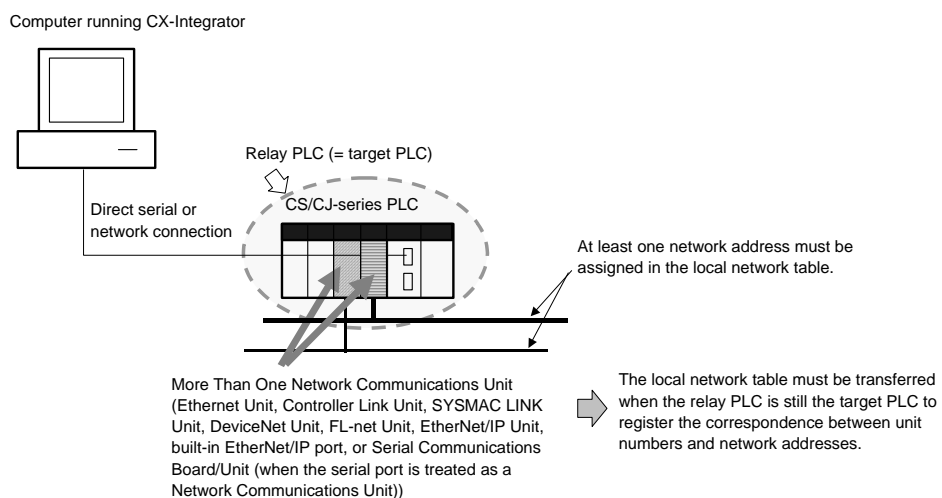 Computer running CX-Integrator
Relay PLC (= target PLC)
CS/CJ-series PLC
Direct serial or
network connection
At least one network address must be
assigned in the local network table.
More Than One Network Communications Unit
(Ethernet Unit, Controller Link Unit, SYSMAC LINK
Unit, DeviceNet Unit, FL-net Unit, EtherNet/IP Unit,
built-in EtherNet/IP port, or Serial Communications
Board/Unit (when the serial port is treated as a
Network Communications Unit))
The local network table must be transferred
when the relay PLC is still the target PLC to
register the correspondence between unit
numbers and network addresses.